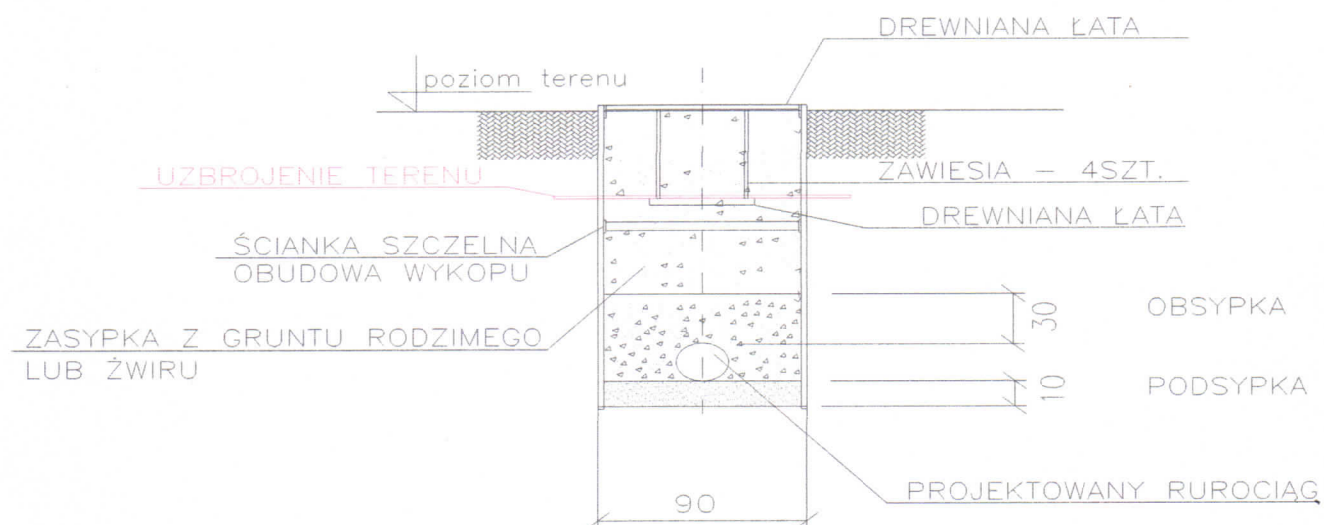 DREWNIANA ŁATA
poziom terenu
UZBROJENIE TERENU
ZAWIESIA – 4SZT.
DREWNIANA ŁATA
ŚCIANKA SZCZELNA
OBUDOWA WYKOPU
30
OBSYPKA
ZASYPKA Z GRUNTU RODZIMEGO
LUB ŻWIRU
10
PODSYPKA
PROJEKTOWANY RUROCIĄG
90